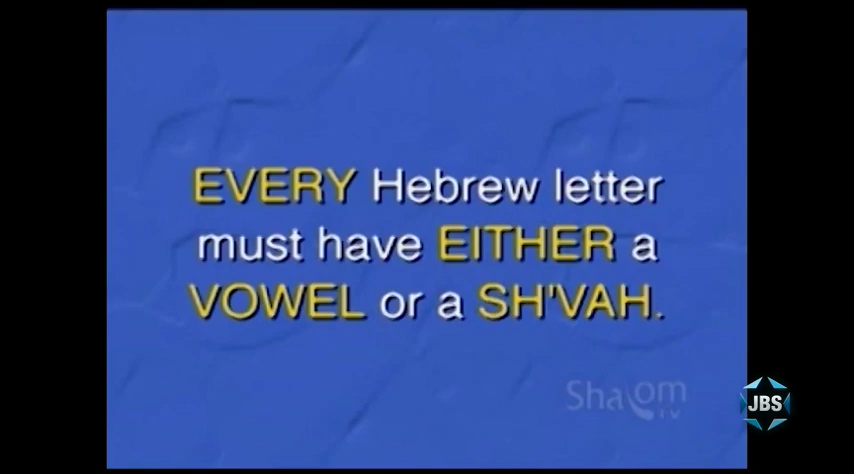 EVERY Hebrew letter
must have EITHER a
VOWEL or a SH'VAH.
Shalom
TV
JBS